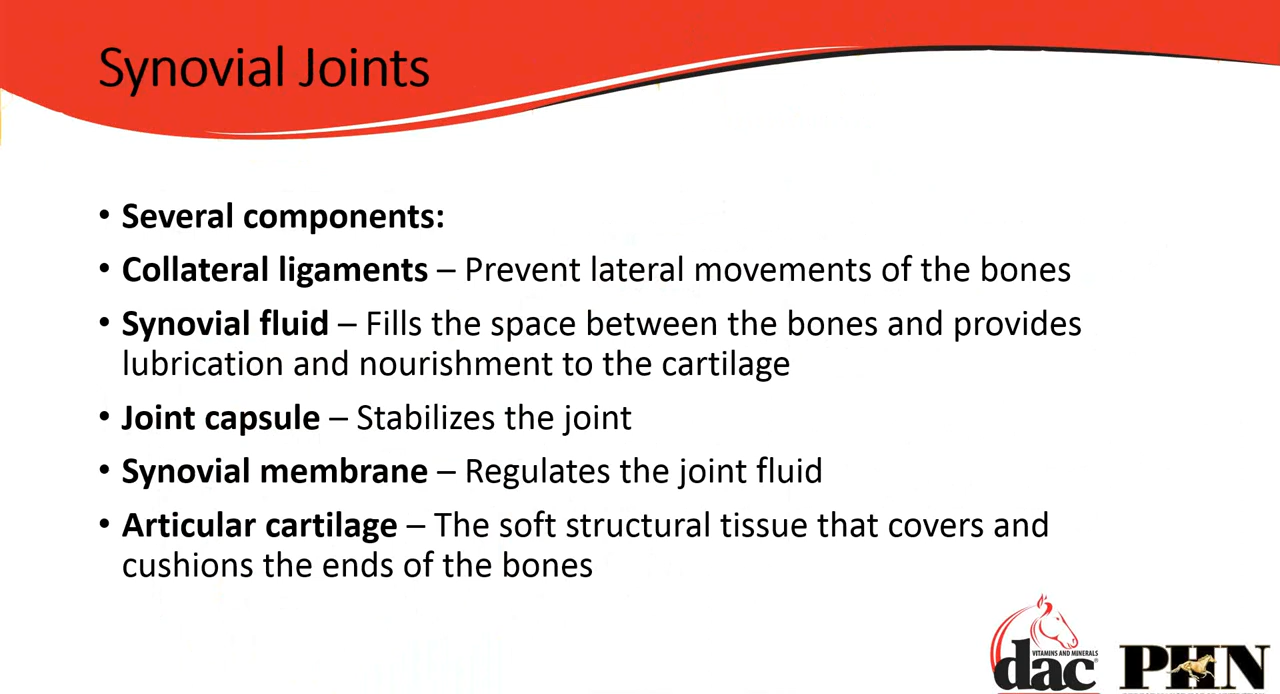 Synovial Joints
• Several components:
• Collateral ligaments – Prevent lateral movements of the bones
• Synovial fluid – Fills the space between the bones and provides
lubrication and nourishment to the cartilage
• Joint capsule – Stabilizes the joint
• Synovial membrane – Regulates the joint fluid
• Articular cartilage – The soft structural tissue that covers and
cushions the ends of the bones
VITAMINS AND MINERALS
dac®
PHN